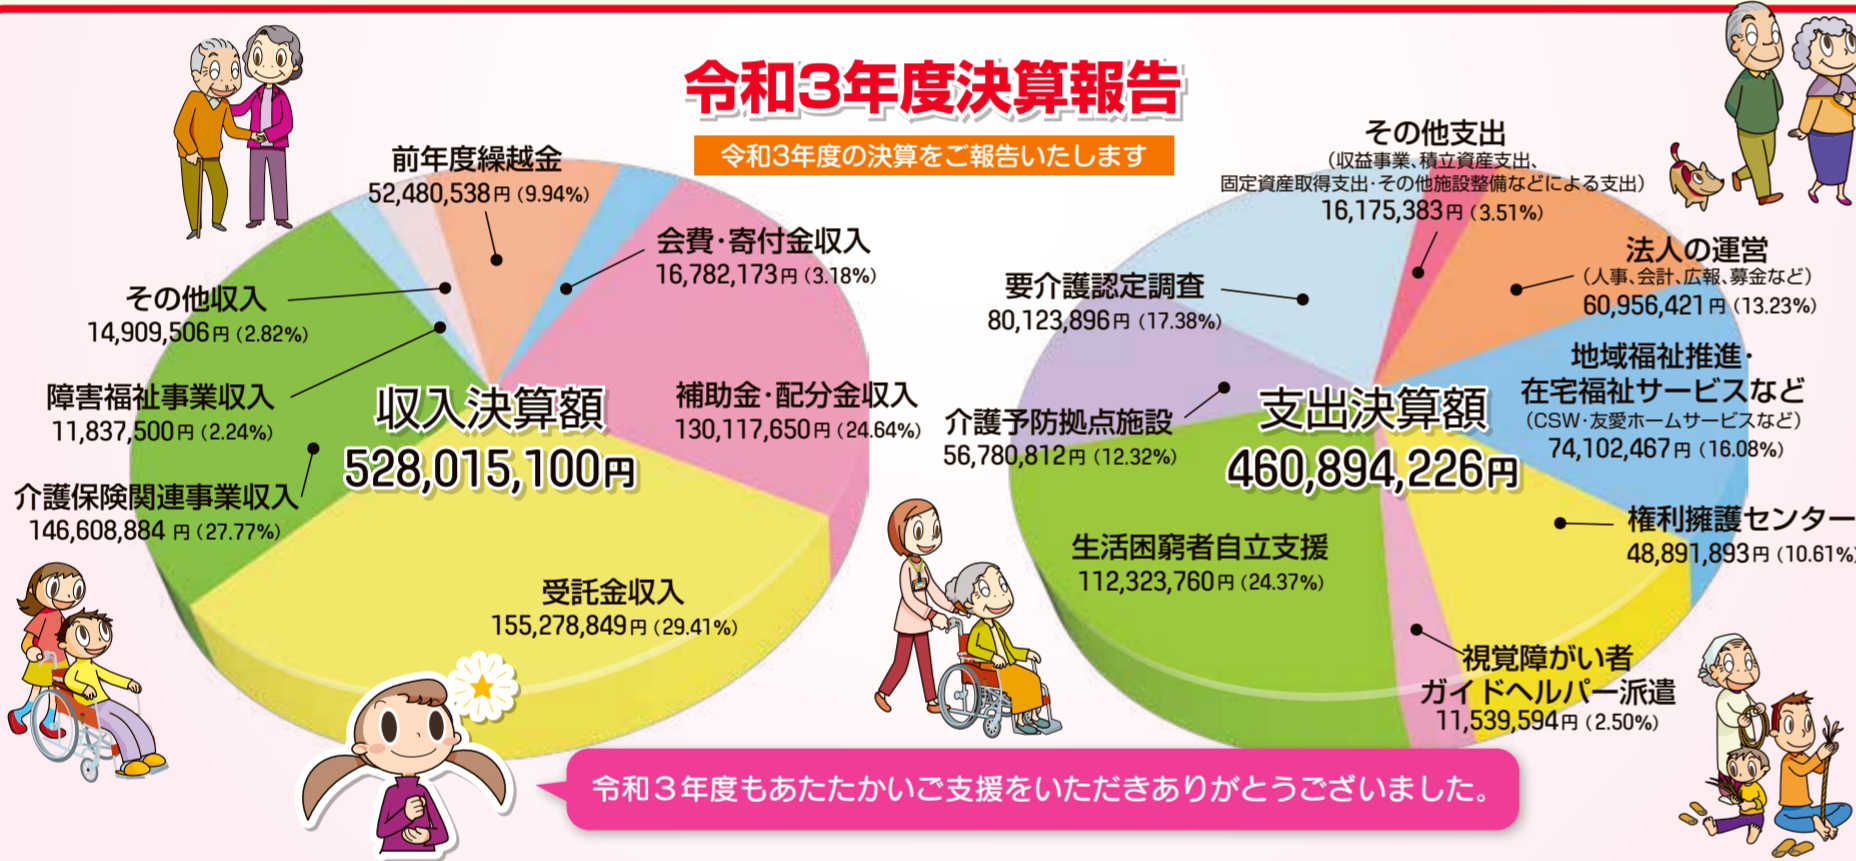 令和3年度決算報告
令和3年度の決算をご報告いたします
前年度繰越金
52,480,538円(9.94%)
会費・寄付金収入
16,782,173円(3.18%)
その他収入
14,909,506円(2.82%)
障害福祉事業収入
11,837,500円(2.24%)
補助金・配分金収入
130,117,650円(24.64%)
収入決算額
528,015,100円
介護保険関連事業収入
146,608,884 円(27.77%)
受託金収入
155,278,849円(29.41%)
その他支出
(収益事業、積立資産支出、
固定資産取得支出・その他施設整備などによる支出)
16,175,383円(3.51%)
法人の運営
(人事、会計、広報、募金など)
60,956,421円(13.23%)
要介護認定調査
80,123,896円(17.38%)
地域福祉推進・
在宅福祉サービスなど
(CSW・友愛ホームサービスなど)
74,102,467円(16.08%)
介護予防拠点施設
56,780,812円(12.32%)
支出決算額
460,894,226円
権利擁護センター
48,891,893円(10.61%)
生活困窮者自立支援
112,323,760円(24.37%)
視覚障がい者
ガイドヘルパー派遣
11,539,594円(2.50%)
令和3年度もあたたかいご支援をいただきありがとうございました。